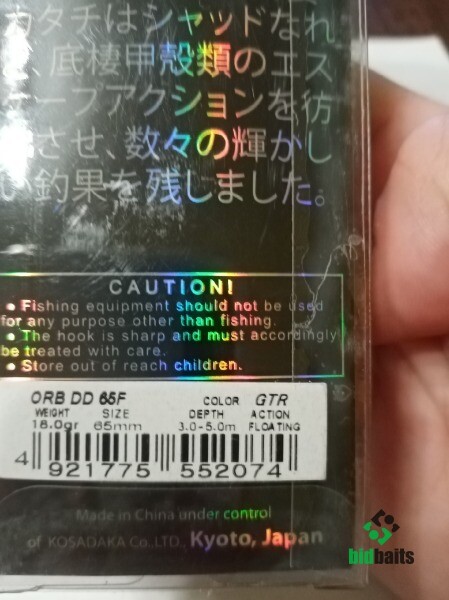 カタチはシャッドなれ
、底棲甲殻類のエス
ープアクションを彷
させ、数々の輝かし
い釣果を残しました。
CAUTION!
● Fishing equipment should not be used
for any purpose other than fishing.
● The hook is sharp and must accordingly
be treated with care.
● Store out of reach children.
ORB DD 65F COLOR GTR
WEIGHT SIZE DEPTH ACTION
18.0gr 65mm 3.0-5.0m FLOATING
4 921775 552074
Made in China under control
of KOSADAKA Co.,LTD., Kyoto, Japan
bidbaits